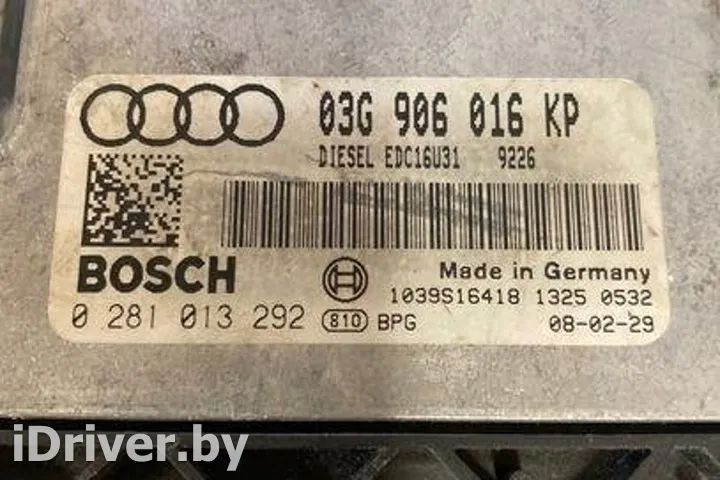 03G 906 016 KP
DIESEL EDC16U31 9226
BOSCH
Made in Germany
1039S16418 1325 0532
0 281 013 292 810 BPG 08-02-29
iDriver.by